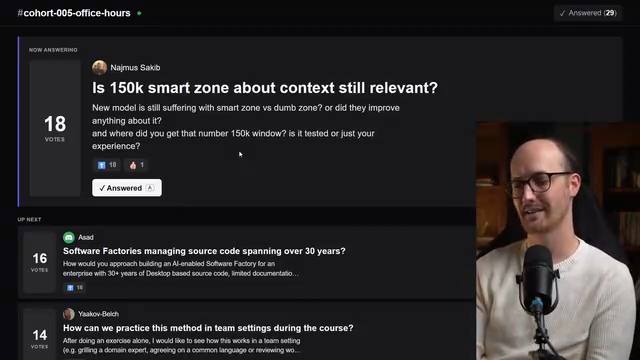 #cohort-005-office-hours
✓ Answered (29)
NOW ANSWERING
18
VOTES
Najmus Sakib
Is 150k smart zone about context still relevant?
New model is still suffering with smart zone vs dumb zone? or did they improve
anything about it?
and where did you get that number 150k window? is it tested or just your
experience?
18
1
✓ Answered A
UP NEXT
16
VOTES
Asad
Software Factories managing source code spanning over 30 years?
How would you approach building an AI-enabled Software Factory for an
enterprise with 30+ years of Desktop based source code, limited documentatio...
18
14
VOTES
Yaakov-Belch
How can we practice this method in team settings during the course?
After doing an exercise alone, I would like to see how this works in a team setting
(e.g. grilling a domain expert, agreeing on a common language or reviewing wo...